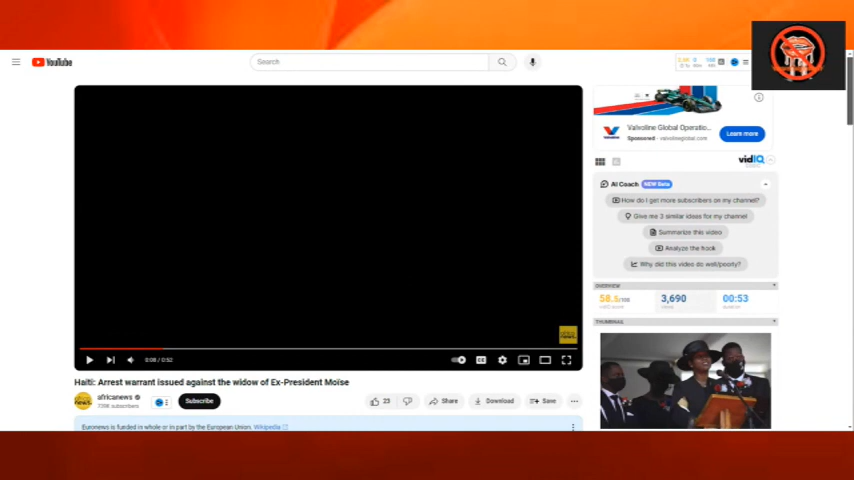 YouTube
Search
Valvoline Global Operatio...
Sponsored · valvolineglobal.com
Learn more
vidIQ
AI Coach NEW Beta
How do I get more subscribers on my channel?
Give me 3 similar ideas for my channel
Summarize this video
Analyze the hook
Why did this video do well/poorly?
OVERVIEW
58.5/100
3,690
00:53
THUMBNAIL
0:08 / 0:52
Haiti: Arrest warrant issued against the widow of Ex-President Moïse
africanews
739K subscribers
Subscribe
23
Share
Download
Save
Euronews is funded in whole or in part by the European Union. Wikipedia